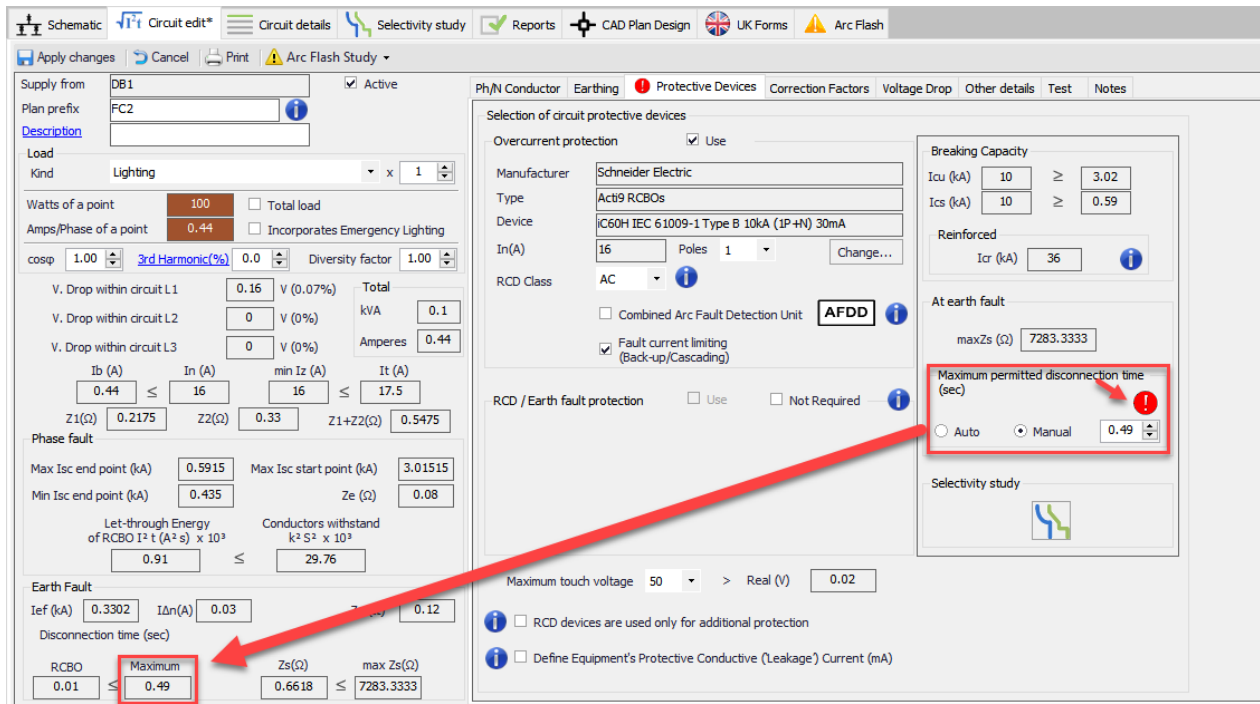 Schematic √I²t Circuit edit* Circuit details Selectivity study Reports CAD Plan Design UK Forms Arc Flash
Apply changes Cancel Print Arc Flash Study
Supply from DB1 Active
Plan prefix FC2
Description
Load
Kind Lighting x 1
Watts of a point 100 Total load
Amps/Phase of a point 0.44 Incorporates Emergency Lighting
cosφ 1.00 3rd Harmonic(%) 0.0 Diversity factor 1.00
V. Drop within circuit L1 0.16 V (0.07%)
V. Drop within circuit L2 0 V (0%)
V. Drop within circuit L3 0 V (0%)
Total
kVA 0.1
Amperes 0.44
Ib (A) In (A) min Iz (A) It (A)
0.44 ≤ 16 16 ≤ 17.5
Z1(Ω) 0.2175 Z2(Ω) 0.33 Z1+Z2(Ω) 0.5475
Phase fault
Max Isc end point (kA) 0.5915 Max Isc start point (kA) 3.01515
Min Isc end point (kA) 0.435 Ze (Ω) 0.08
Let-through Energy Conductors withstand
of RCBO I² t (A² s) x 10³ k² S² x 10³
0.91 ≤ 29.76
Earth Fault
Ief (kA) 0.3302 IΔn(A) 0.03 0.12
Disconnection time (sec)
RCBO Maximum Zs(Ω) max Zs(Ω)
0.01 ≤ 0.49 0.6618 ≤ 7283.3333
Ph/N Conductor Earthing ! Protective Devices Correction Factors Voltage Drop Other details Test Notes
Selection of circuit protective devices
Overcurrent protection Use
Manufacturer Schneider Electric
Type Acti9 RCBOs
Device iC60H IEC 61009-1 Type B 10kA (1P+N) 30mA
In(A) 16 Poles 1 Change...
RCD Class AC
Combined Arc Fault Detection Unit AFDD
Fault current limiting
(Back-up/Cascading)
RCD / Earth fault protection Use Not Required
Breaking Capacity
Icu (kA) 10 ≥ 3.02
Ics (kA) 10 ≥ 0.59
Reinforced
Icr (kA) 36
At earth fault
maxZs (Ω) 7283.3333
Maximum permitted disconnection time
(sec)
Auto Manual 0.49
Selectivity study
Maximum touch voltage 50 > Real (V) 0.02
RCD devices are used only for additional protection
Define Equipment's Protective Conductive ('Leakage') Current (mA)